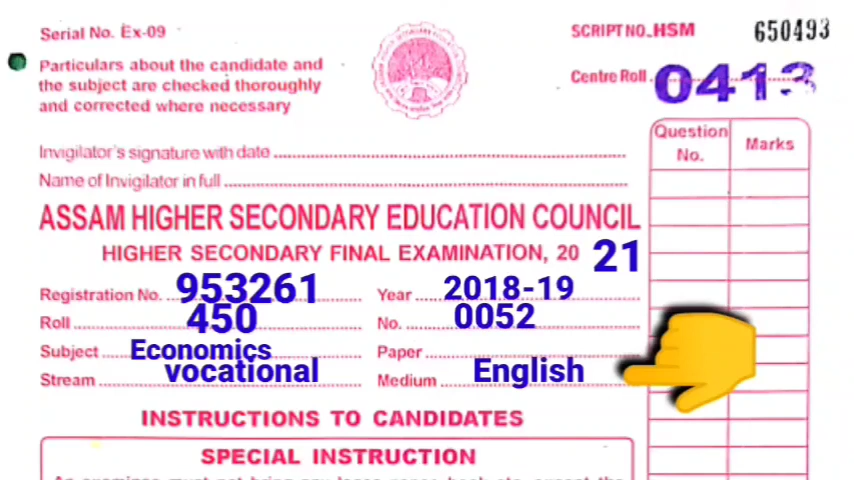 Serial No. Ex-09
SCRIPT NO. HSM 650493
Particulars about the candidate and
the subject are checked thoroughly
and corrected where necessary
Centre Roll 0413
Question No. Marks
Invigilator's signature with date
Name of Invigilator in full
ASSAM HIGHER SECONDARY EDUCATION COUNCIL
HIGHER SECONDARY FINAL EXAMINATION, 20 21
Registration No. 953261 Year 2018-19
Roll 450 No. 0052
Subject Economics Paper
Stream vocational Medium English
INSTRUCTIONS TO CANDIDATES
SPECIAL INSTRUCTION